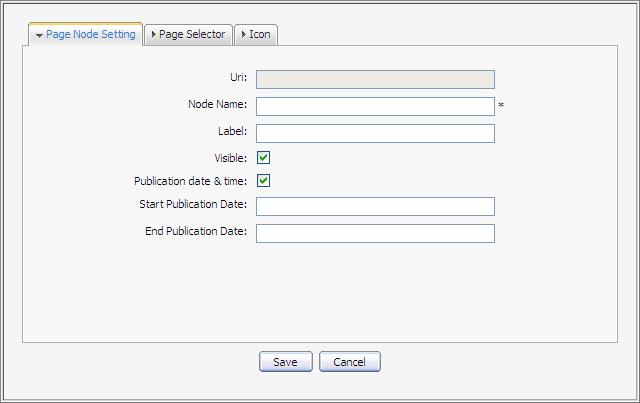 Page Node Setting Page Selector Icon
Uri:
Node Name: *
Label:
Visible:
Publication date & time:
Start Publication Date:
End Publication Date:
Save Cancel